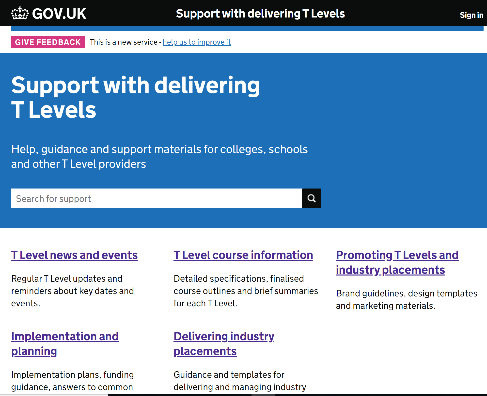 GOV.UK
Support with delivering T Levels
Sign in
GIVE FEEDBACK
This is a new service - help us to improve it
Support with delivering
T Levels
Help, guidance and support materials for colleges, schools
and other T Level providers
Search for support
T Level news and events
Regular T Level updates and
reminders about key dates and
events.
T Level course information
Detailed specifications, finalised
course outlines and brief summaries
for each T Level.
Promoting T Levels and
industry placements
Brand guidelines, design templates
and marketing materials.
Implementation and
planning
Implementation plans, funding
guidance, answers to common
Delivering industry
placements
Guidance and templates for
delivering and managing industry